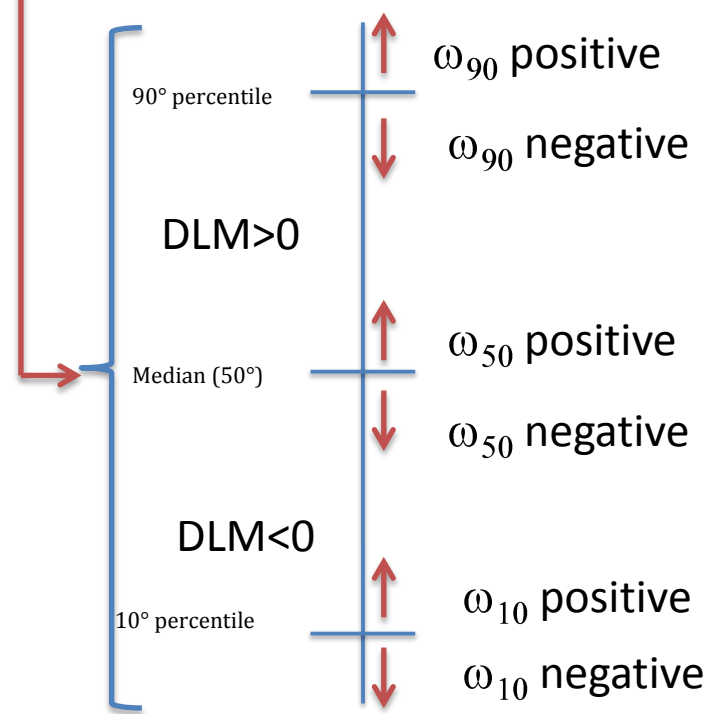 ω90 positive
90° percentile
ω90 negative
DLM>0
ω50 positive
Median (50°)
ω50 negative
DLM<0
ω10 positive
10° percentile
ω10 negative